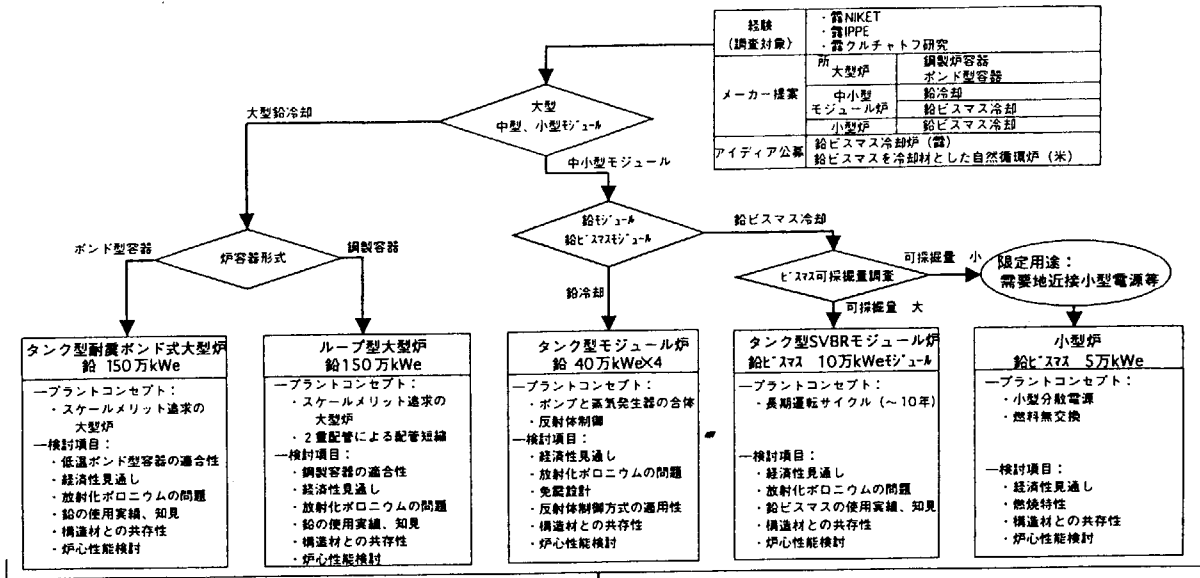 経験
(調査対象)
・露NIKET
・露IPPE
・露クルチャトフ研究
所
メーカー提案
大型炉
鋼製炉容器
ボンド型容器
中小型
モジュール炉
鉛冷却
鉛ビスマス冷却
小型炉
鉛ビスマス冷却
アイディア公募
鉛ビスマス冷却炉（露）
鉛ビスマスを冷却材とした自然循環炉（米）
大型
中型、小型モジュール
大型鉛冷却
中小型モジュール
鉛モジュール
鉛ビスマスモジュール
鉛ビスマス冷却
ボンド型容器
炉容器形式
鋼製容器
鉛冷却
ビスマス可採掘量調査
可採掘量 小
可採掘量 大
限定用途：
需要地近接小型電源等
タンク型耐震ボンド式大型炉
鉛 150万kWe
―プラントコンセプト：
・スケールメリット追求の
大型炉
―検討項目：
・低温ボンド型容器の適合性
・経済性見通し
・放射化ポロニウムの問題
・鉛の使用実績、知見
・構造材との共存性
・炉心性能検討
ループ型大型炉
鉛150万kWe
―プラントコンセプト：
・スケールメリット追求の
大型炉
・２重配管による配管短縮
―検討項目：
・鋼製容器の適合性
・経済性見通し
・放射化ポロニウムの問題
・鉛の使用実績、知見
・構造材との共存性
・炉心性能検討
タンク型モジュール炉
鉛 40万kWeX4
―プラントコンセプト：
・ポンプと蒸気発生器の合体
・反射体制御
―検討項目：
・経済性見通し
・放射化ポロニウムの問題
・免震設計
・反射体制御方式の適用性
・構造材との共存性
・炉心性能検討
タンク型SVBRモジュール炉
鉛ビスマス 10万kWeモジュール
―プラントコンセプト：
・長期運転サイクル（～10年）
―検討項目：
・経済性見通し
・放射化ポロニウムの問題
・鉛ビスマスの使用実績、知見
・構造材との共存性
・炉心性能検討
小型炉
鉛ビスマス 5万kWe
―プラントコンセプト：
・小型分散電源
・燃料無交換
―検討項目：
・経済性見通し
・燃焼特性
・構造材との共存性
・炉心性能検討